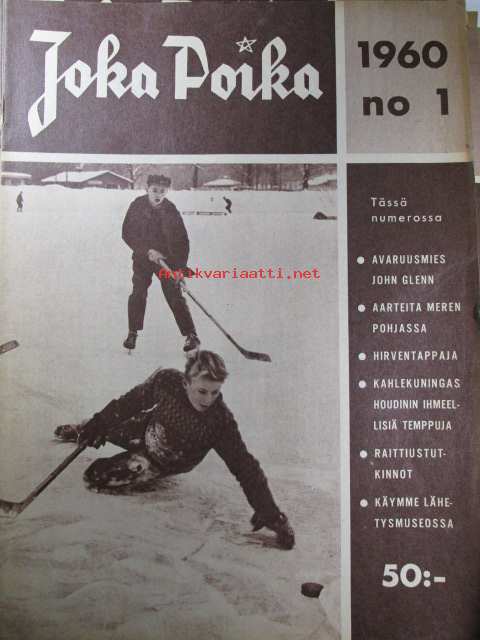 Joka Poika
1960
no 1
Tässä
numerossa
• AVARUUSMIES
JOHN GLENN
• AARTEITA MEREN
POHJASSA
• HIRVENTAPPAJA
• KAHLEKUNINGAS
HOUDININ IHMEEL-
LISIÄ TEMPPUJA
• RAITTIUSTUT-
KINNOT
• KÄYMME LÄHE-
TYSMUSEOSSA
50:-
Antikvariaatti.net